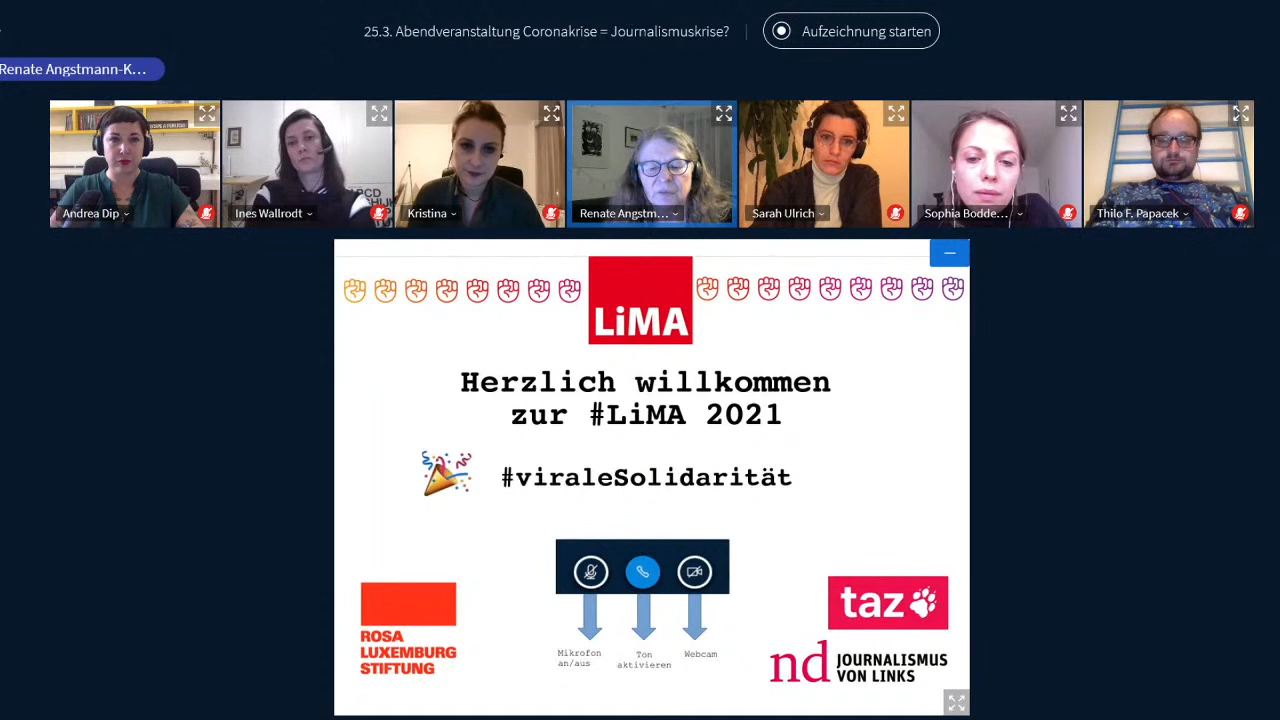 25.3. Abendveranstaltung Coronakrise = Journalismuskrise?
Aufzeichnung starten
Renate Angstmann-K...
Andrea Dip
Ines Wallrodt
Kristina
Renate Angstm...
Sarah Ulrich
Sophia Bodde...
Thilo F. Papacek
LiMA
Herzlich willkommen
zur #LiMA 2021
#viraleSolidarität
Mikrofon
an/aus
Ton
aktivieren
Webcam
ROSA
LUXEMBURG
STIFTUNG
taz
nd JOURNALISMUS
VON LINKS